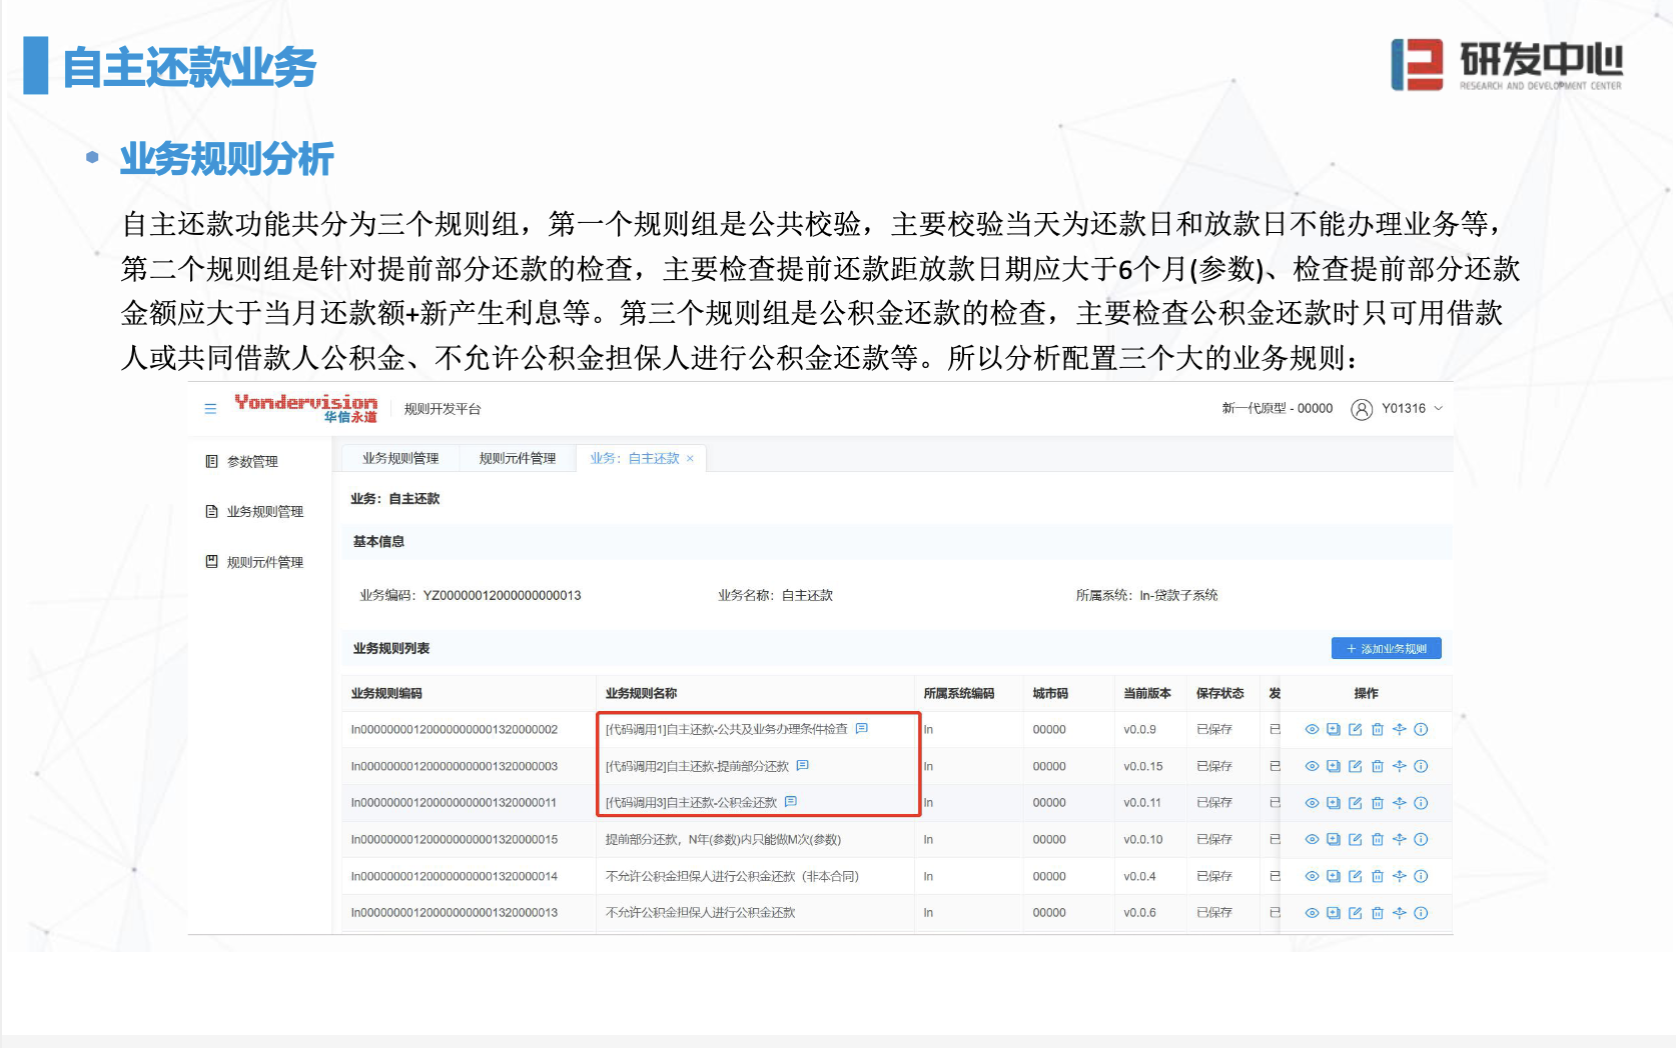 自主还款业务
研发中心
RESEARCH AND DEVELOPMENT CENTER
业务规则分析
自主还款功能共分为三个规则组，第一个规则组是公共校验，主要校验当天为还款日和放款日不能办理业务等，
第二个规则组是针对提前部分还款的检查，主要检查提前还款距放款日期应大于6个月(参数)、检查提前部分还款
金额应大于当月还款额+新产生利息等。第三个规则组是公积金还款的检查，主要检查公积金还款时只可用借款
人或共同借款人公积金、不允许公积金担保人进行公积金还款等。所以分析配置三个大的业务规则：
Yondervision 华信永道 规则开发平台 新一代原型 - 00000 Y01316
参数管理
业务规则管理
规则元件管理
业务规则管理 规则元件管理 业务：自主还款 ×
业务：自主还款
基本信息
业务编码：YZ00000012000000000013 业务名称：自主还款 所属系统：ln-贷款子系统
业务规则列表 + 添加业务规则
业务规则编码 业务规则名称 所属系统编码 城市码 当前版本 保存状态 发 操作
ln00000000120000000001320000002 [代码调用1]自主还款-公共及业务办理条件检查 ln 00000 v0.0.9 已保存 已
ln00000000120000000001320000003 [代码调用2]自主还款-提前部分还款 ln 00000 v0.0.15 已保存 已
ln00000000120000000001320000011 [代码调用3]自主还款-公积金还款 ln 00000 v0.0.11 已保存 已
ln00000000120000000001320000015 提前部分还款，N年(参数)内只能做M次(参数) ln 00000 v0.0.10 已保存 已
ln00000000120000000001320000014 不允许公积金担保人进行公积金还款（非本合同） ln 00000 v0.0.4 已保存 已
ln00000000120000000001320000013 不允许公积金担保人进行公积金还款 ln 00000 v0.0.6 已保存 已